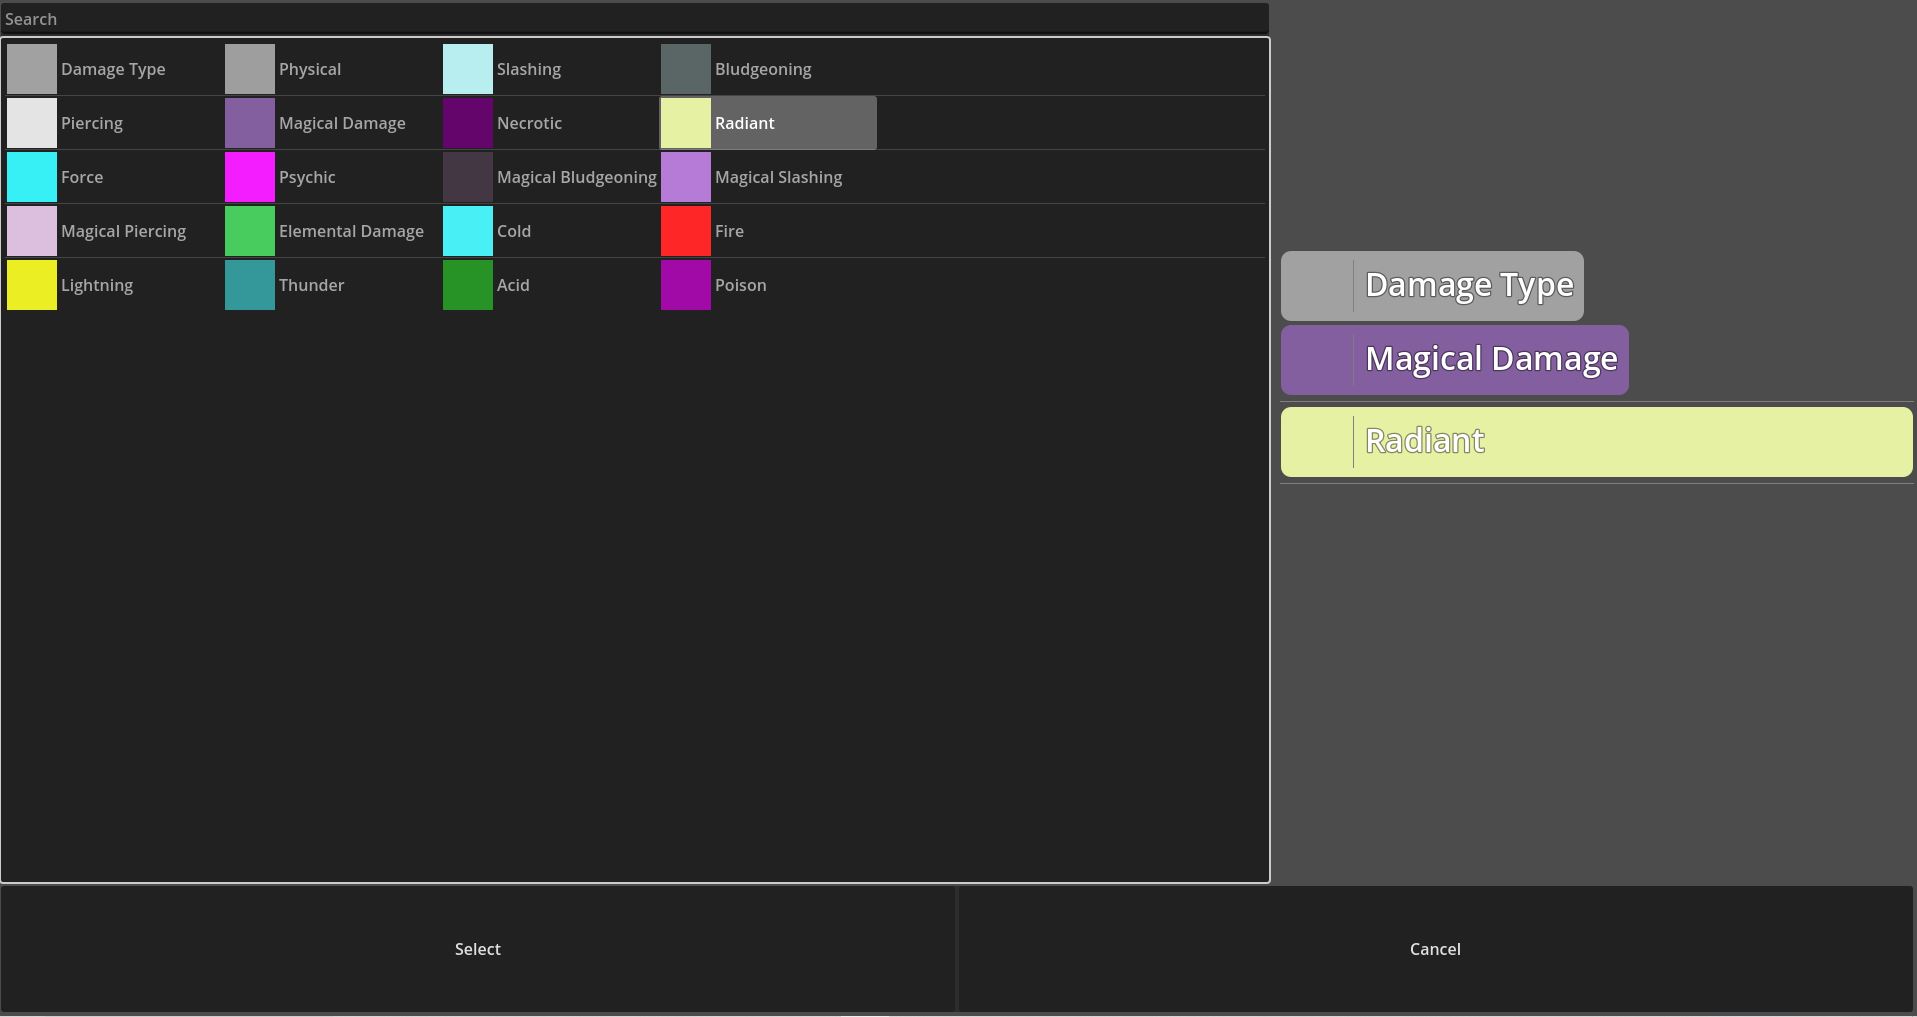 Search
Damage Type Physical Slashing Bludgeoning
Piercing Magical Damage Necrotic Radiant
Force Psychic Magical Bludgeoning Magical Slashing
Magical Piercing Elemental Damage Cold Fire
Lightning Thunder Acid Poison
Damage Type
Magical Damage
Radiant
Select Cancel